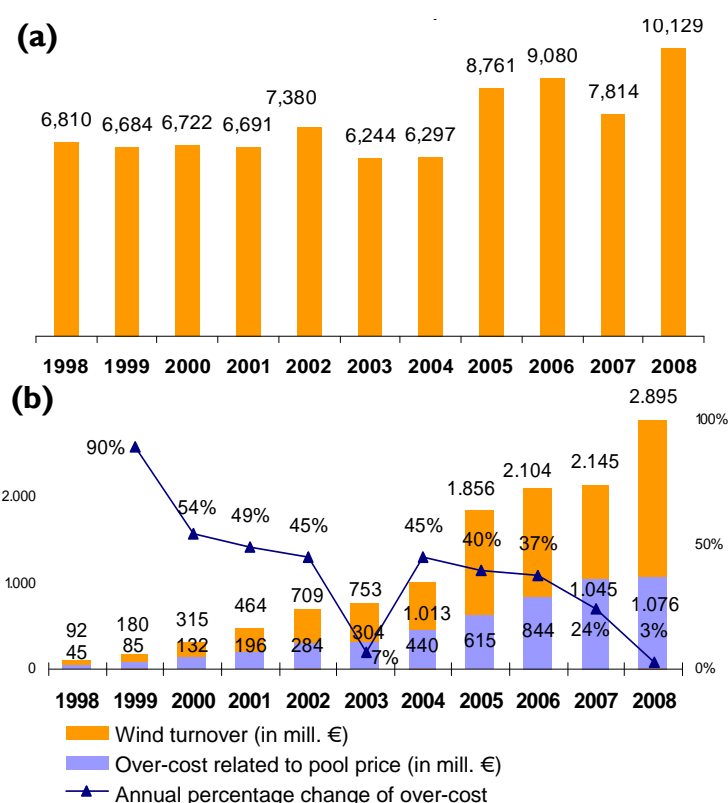 (a)
6,810 6,684 6,722 6,691 7,380 6,244 6,297 8,761 9,080 7,814 10,129
1998 1999 2000 2001 2002 2003 2004 2005 2006 2007 2008
(b)
2.000
1000
0
100%
50%
0%
90% 54% 49% 45% 7% 45% 40% 37% 24% 3%
92 180 315 464 709 753 1.013 1.856 2.104 2.145 2.895
45 85 132 196 284 304 440 615 844 1.045 1.076
1998 1999 2000 2001 2002 2003 2004 2005 2006 2007 2008
Wind turnover (in mill. €)
Over-cost related to pool price (in mill. €)
Annual percentage change of over-cost